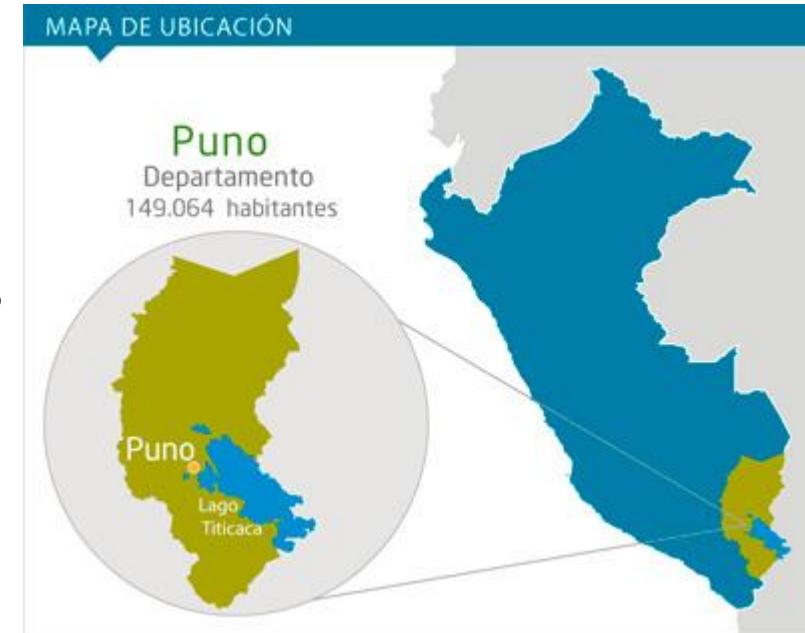 MAPA DE UBICACIÓN
Puno
Departamento
149.064 habitantes
Puno
Lago
Titicaca